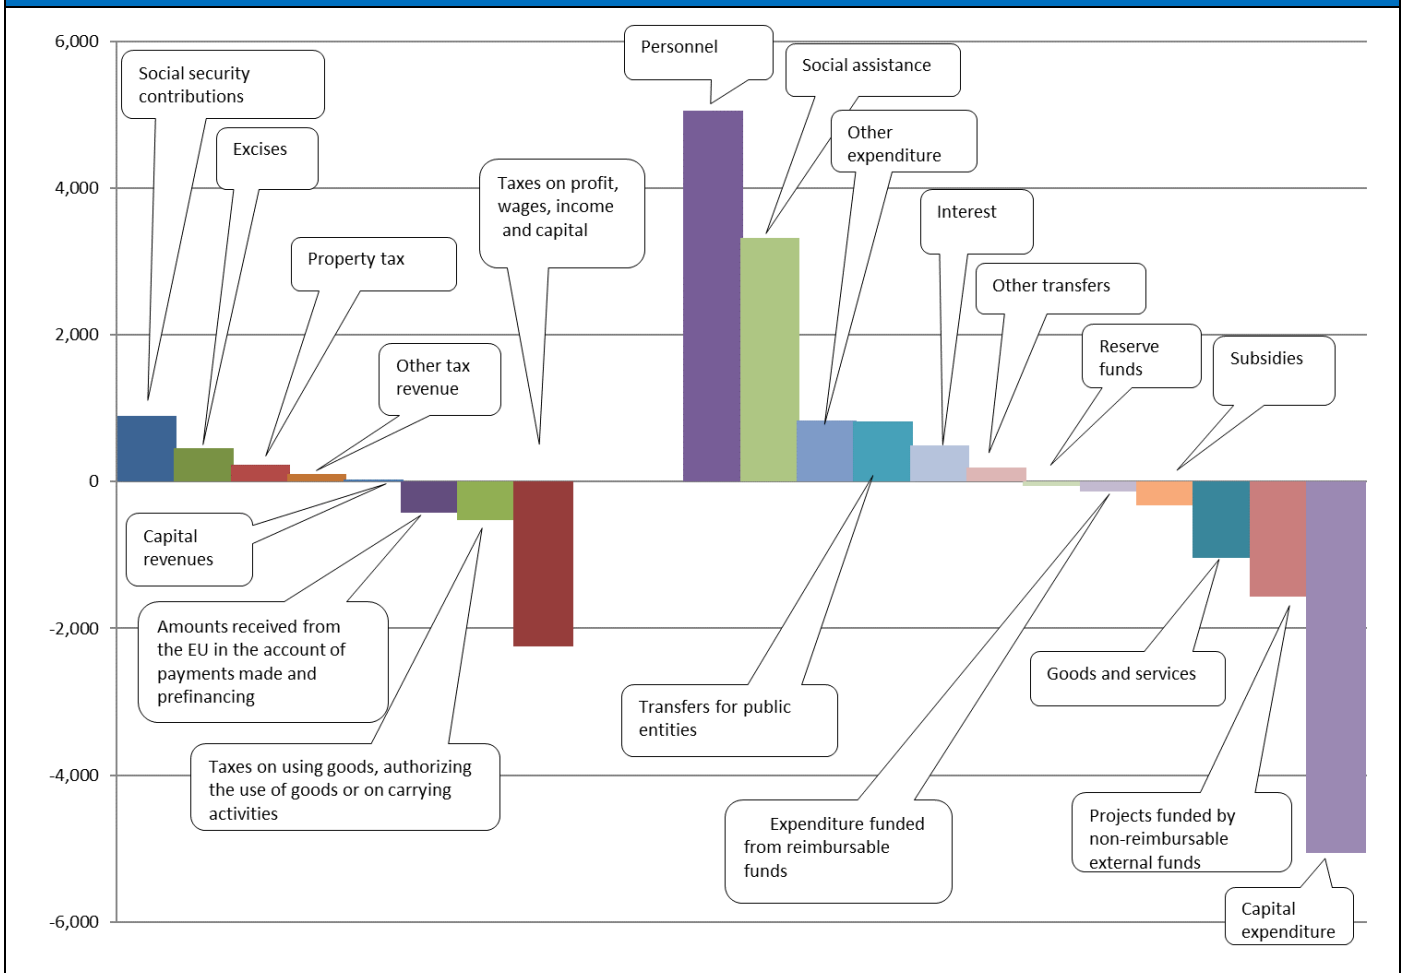 6,000
4,000
2,000
0
-2,000
-4,000
-6,000
Social security
contributions
Excises
Property tax
Other tax
revenue
Taxes on profit,
wages, income
and capital
Capital
revenues
Amounts received from
the EU in the account of
payments made and
prefinancing
Taxes on using goods, authorizing
the use of goods or on carrying
activities
Personnel
Social assistance
Other
expenditure
Interest
Other transfers
Reserve
funds
Subsidies
Transfers for public
entities
Expenditure funded
from reimbursable
funds
Goods and services
Projects funded by
non-reimbursable
external funds
Capital
expenditure